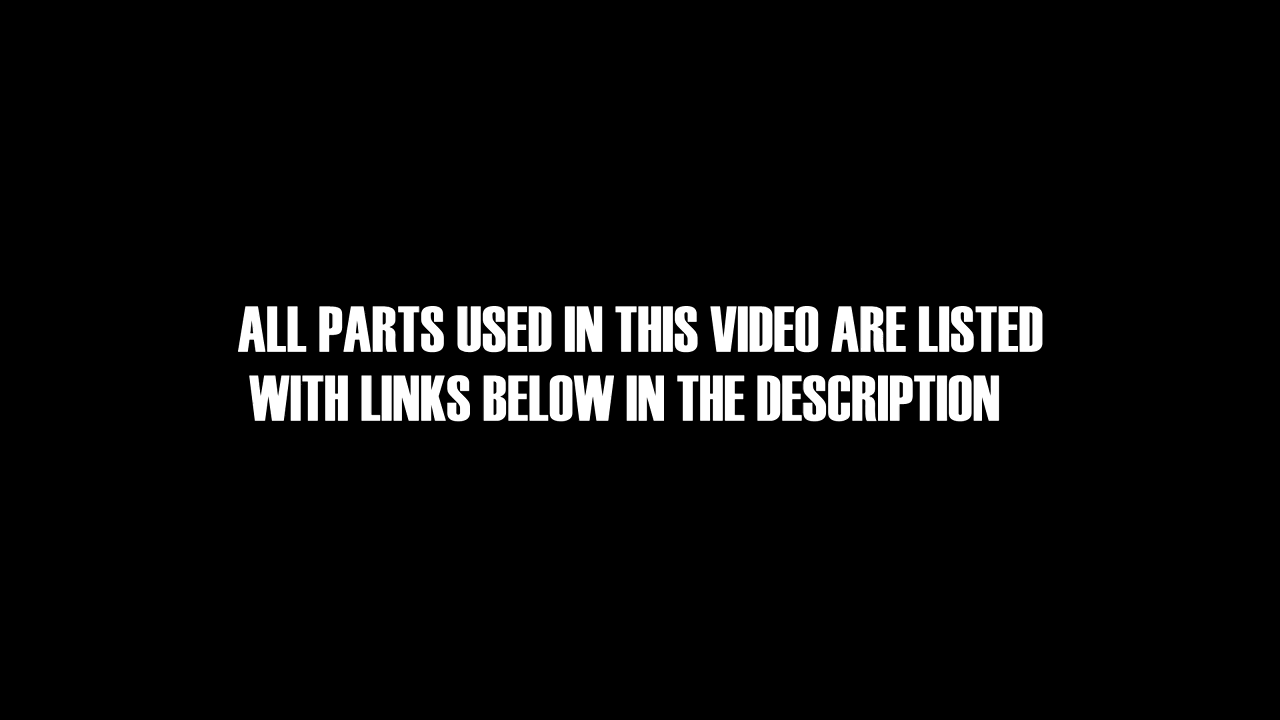 ALL PARTS USED IN THIS VIDEO ARE LISTED
WITH LINKS BELOW IN THE DESCRIPTION